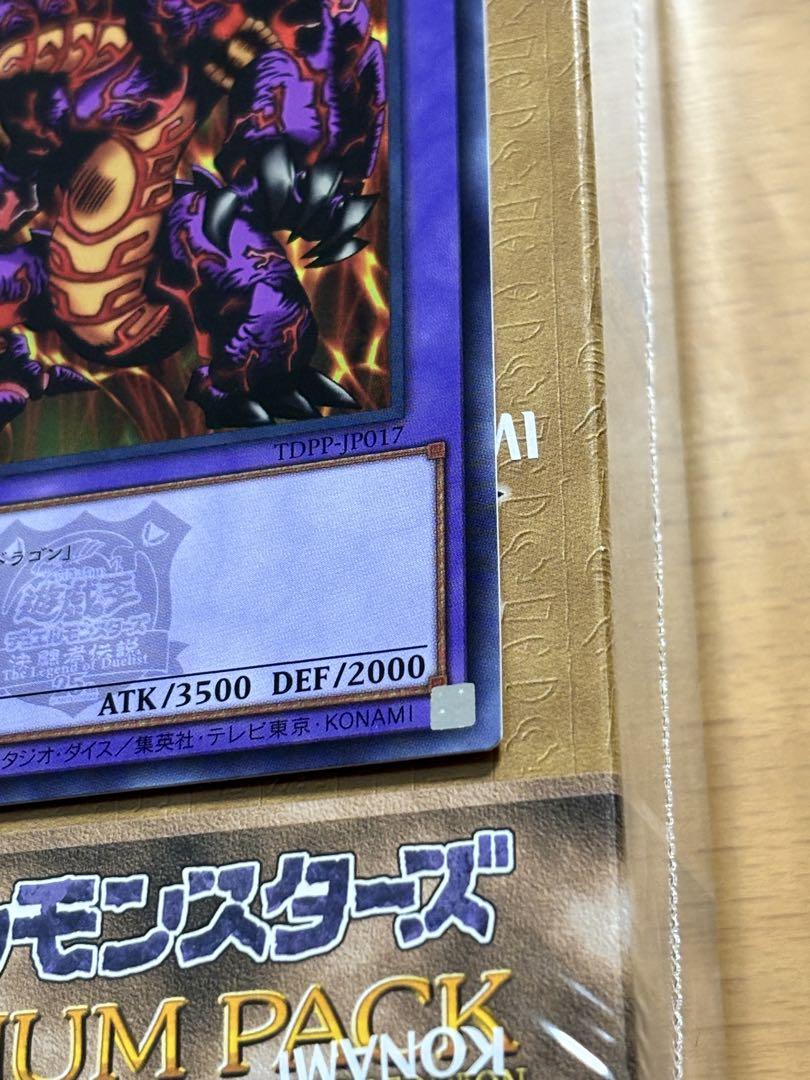 TDPP-JP017
MI
ドラゴン」
遊戯王
デュエルモンスターズ
決闘者伝説
The Legend of Duelist
25
ATK/3500 DEF/2000
タジオ・ダイス／集英社・テレビ東京・KONAMI
モンスターズ
UM PACK
KONAMI